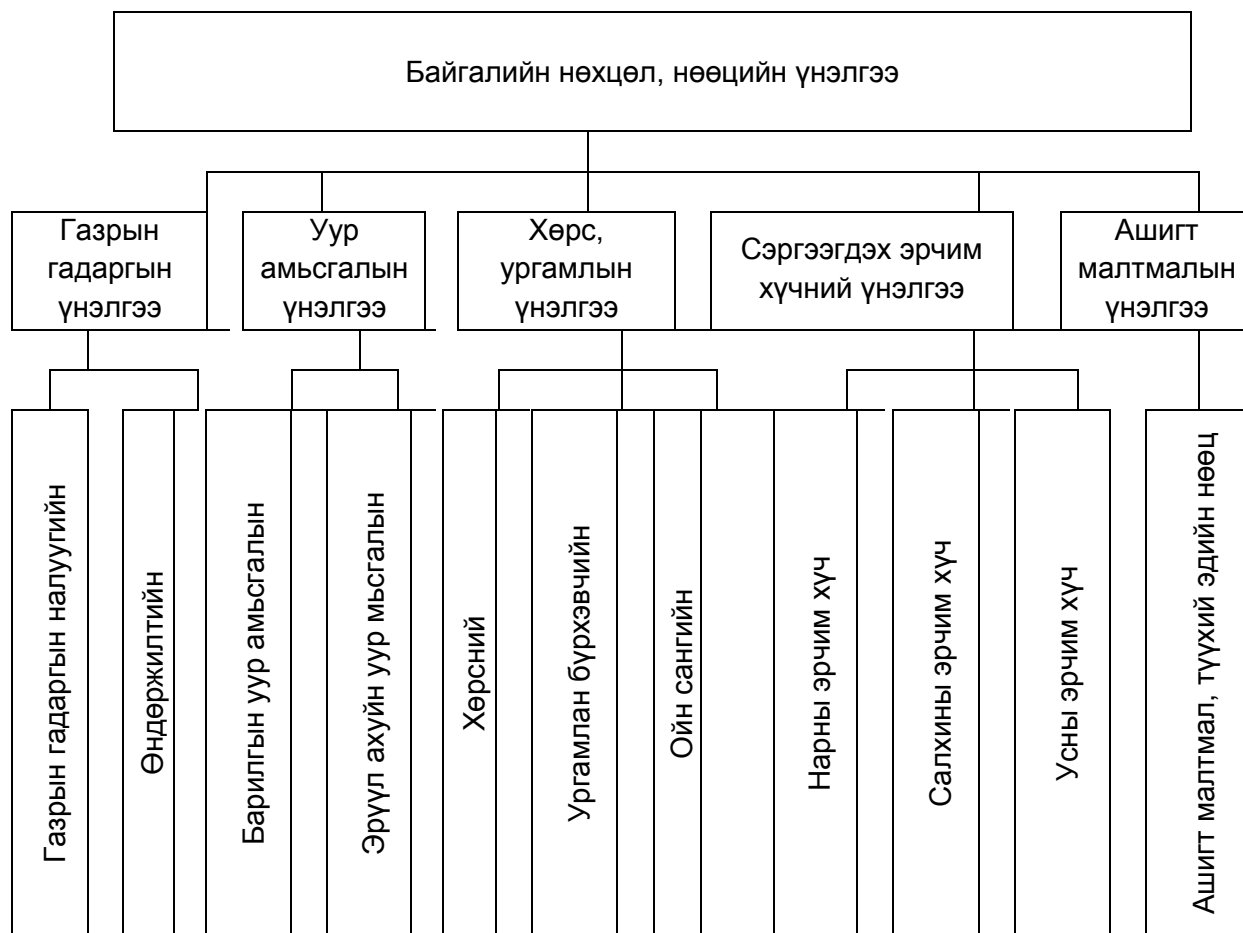 Байгалийн нөхцөл, нөөцийн үнэлгээ
Газрын
гадаргын
үнэлгээ
Уур
амьсгалын
үнэлгээ
Хөрс,
ургамлын
үнэлгээ
Сэргээгдэх эрчим
хүчний үнэлгээ
Ашигт
малтмалын
үнэлгээ
Газрын гадаргын налуугийн
Өндөржилтийн
Барилгын уур амьсгалын
Эрүүл ахуйн уур мьсгалын
Хөрсний
Ургамлан бүрхэвчийн
Ойн сангийн
Нарны эрчим хүч
Салхины эрчим хүч
Усны эрчим хүч
Ашигт малтмал, түүхий эдийн нөөц